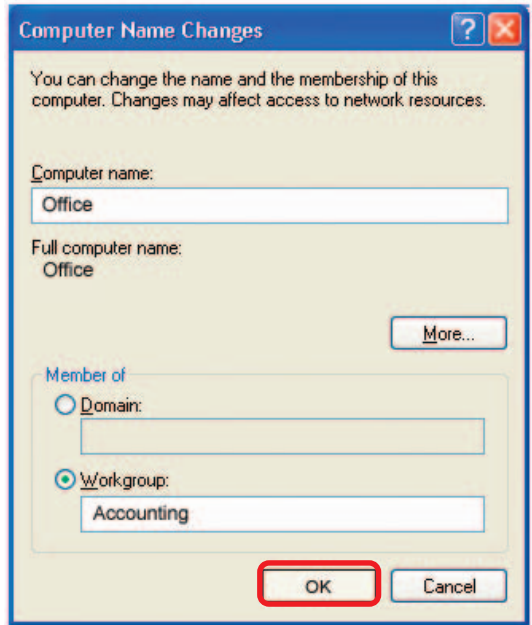 Computer Name Changes
You can change the name and the membership of this
computer. Changes may affect access to network resources.
Computer name:
Office
Full computer name:
Office
More...
Member of
Domain:
Workgroup:
Accounting
OK Cancel